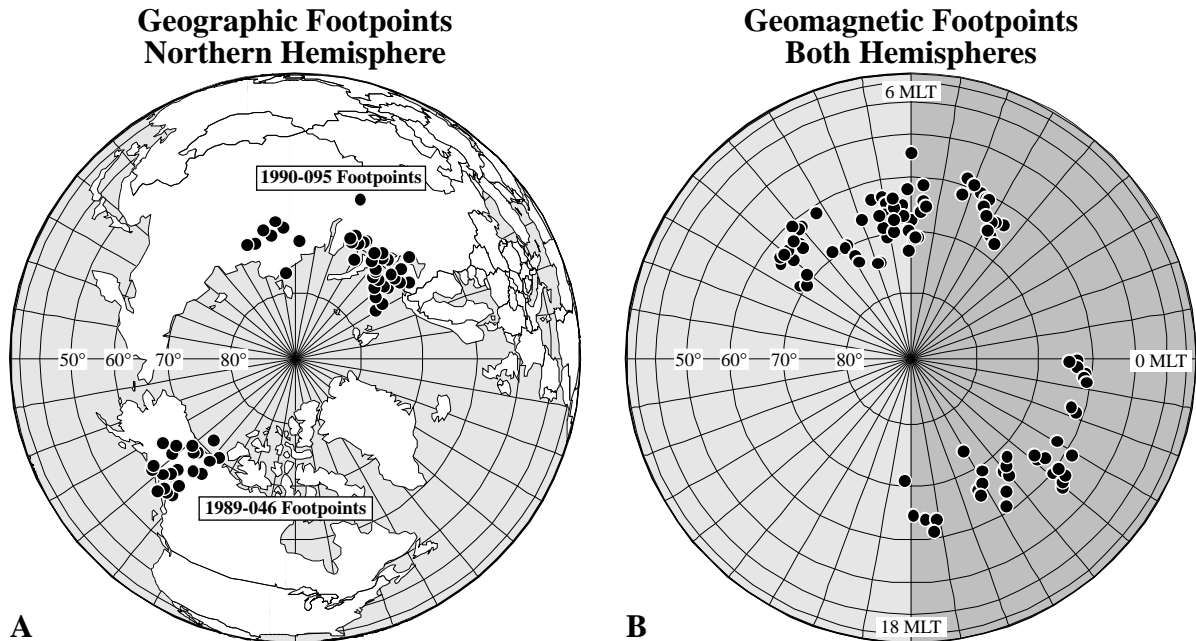 Geographic Footpoints
Northern Hemisphere
1990-095 Footpoints
50° 60° 70° 80°
1989-046 Footpoints
A
Geomagnetic Footpoints
Both Hemispheres
6 MLT
50° 60° 70° 80°
0 MLT
18 MLT
B